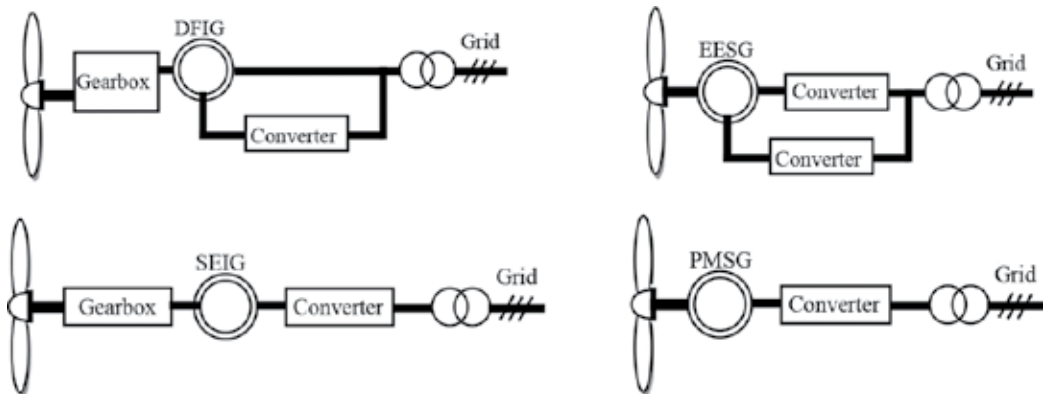 DFIG
Grid
Gearbox
Converter
EESG
Grid
Converter
Converter
SEIG
Grid
Gearbox
Converter
PMSG
Grid
Converter